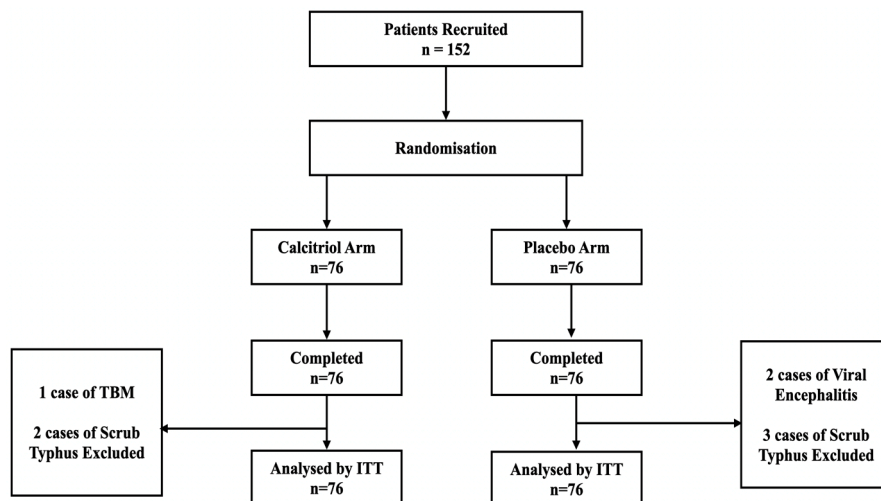 Patients Recruited
n = 152
Randomisation
Calcitriol Arm
n=76
Placebo Arm
n=76
Completed
n=76
Completed
n=76
1 case of TBM
2 cases of Scrub
Typhus Excluded
2 cases of Viral
Encephalitis
3 cases of Scrub
Typhus Excluded
Analysed by ITT
n=76
Analysed by ITT
n=76